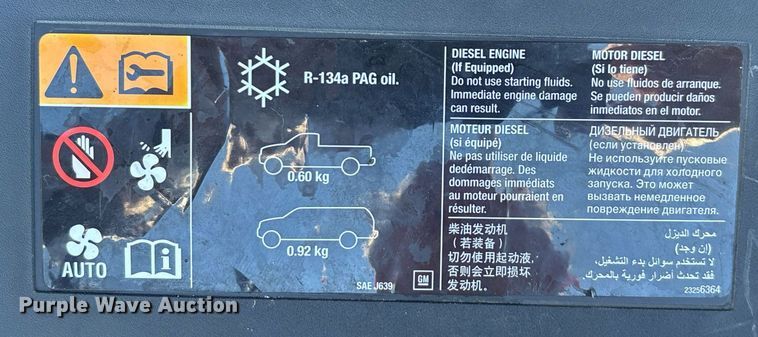 R-134a PAG oil.
0.60 kg
0.92 kg
AUTO
SAE J639
GM
DIESEL ENGINE
(If Equipped)
Do not use starting fluids.
Immediate engine damage
can result.
MOTOR DIESEL
(Si lo tiene)
No use fluidos de arranque.
Se pueden producir daños
inmediatos en el motor.
MOTEUR DIESEL
(si équipé)
Ne pas utiliser de liquide
dedémarrage. Des
dommages immédiats
au moteur pourraient en
résulter.
ДИЗЕЛЬНЫЙ ДВИГАТЕЛЬ
(если установлен)
Не используйте пусковые
жидкости для холодного
запуска. Это может
вызвать немедленное
повреждение двигателя.
柴油发动机
(若装备)
切勿使用起动液,
否则会立即损坏
发动机。
محرك الديزل
(إن وجد)
لا تستخدم سوائل بدء التشغيل،
فقد تحدث أضرار فورية بالمحرك.
23256364
Purple Wave Auction